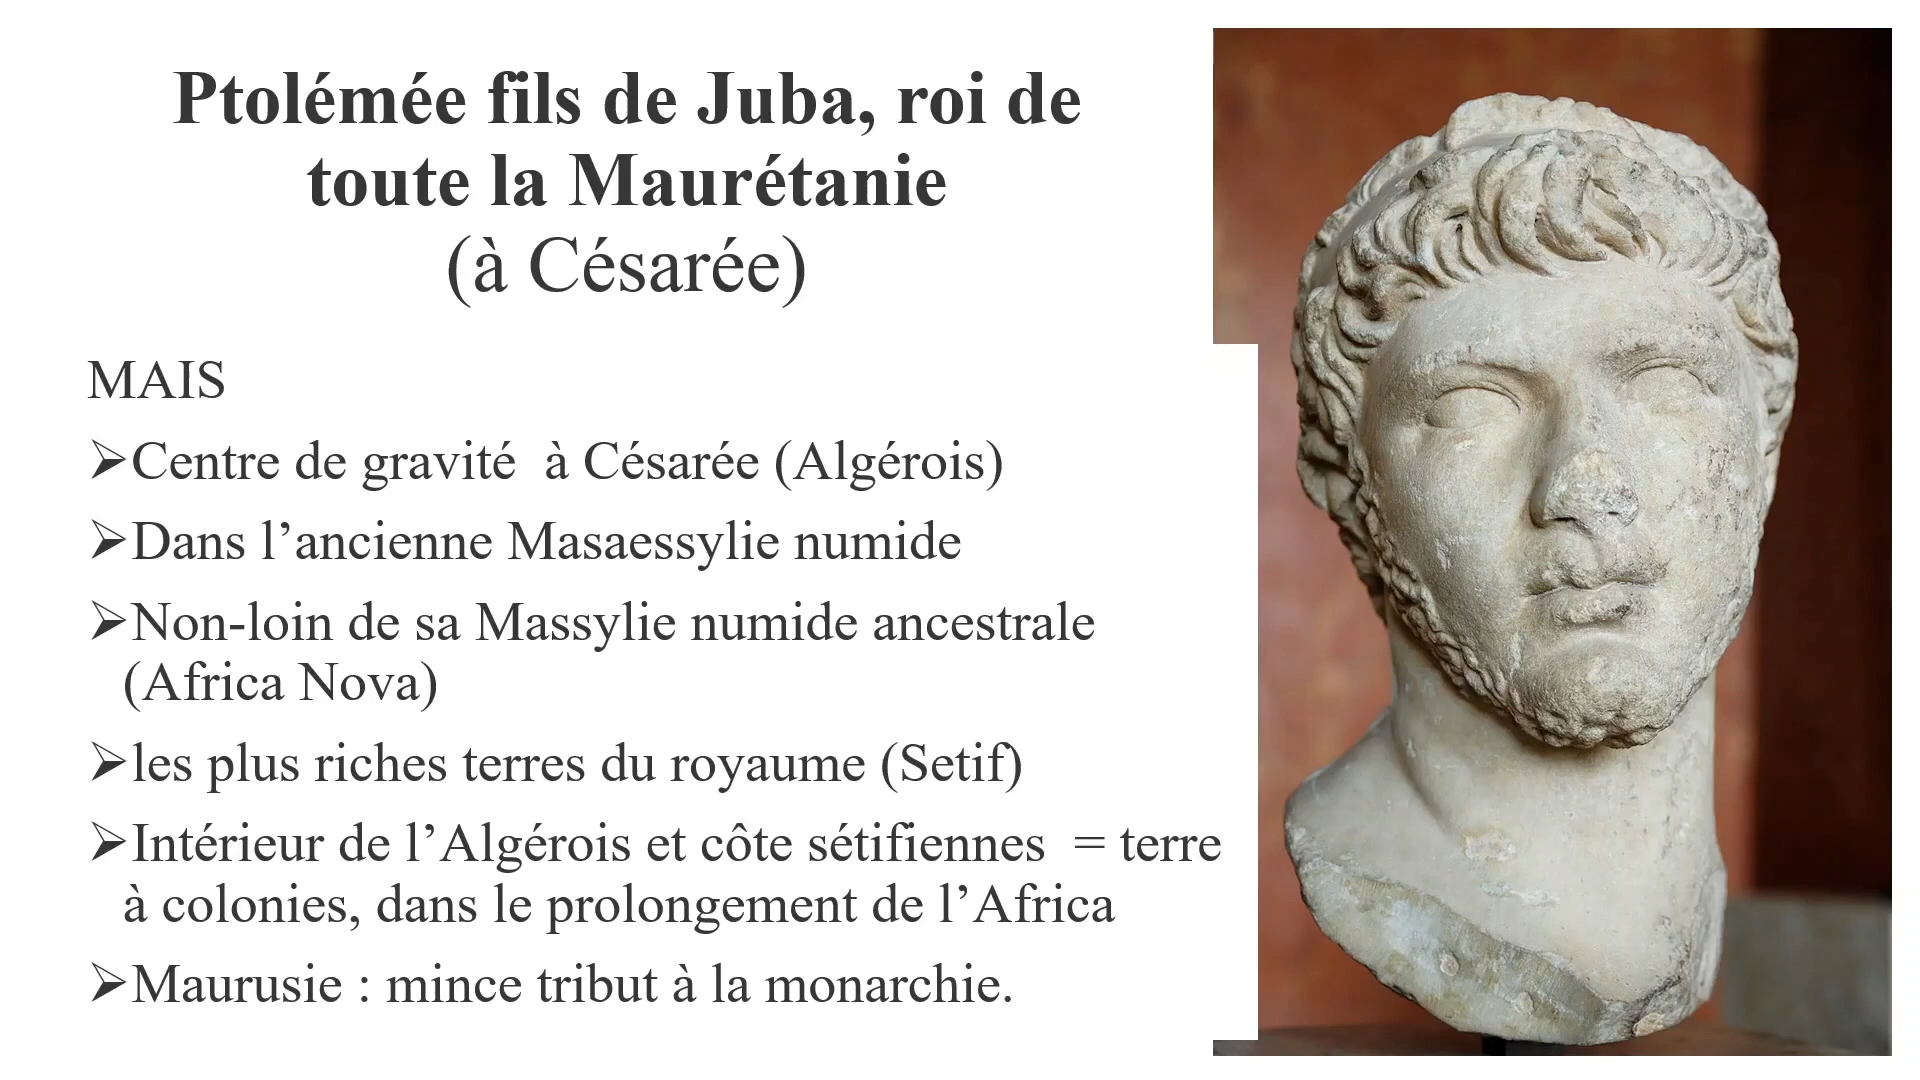 Ptolémée fils de Juba, roi de
toute la Maurétanie
(à Césarée)
MAIS
➢Centre de gravité  à Césarée (Algérois)
➢Dans l’ancienne Masaessylie numide
➢Non-loin de sa Massylie numide ancestrale
(Africa Nova)
➢les plus riches terres du royaume (Setif)
➢Intérieur de l’Algérois et côte sétifiennes  = terre
à colonies, dans le prolongement de l’Africa
➢Maurusie : mince tribut à la monarchie.